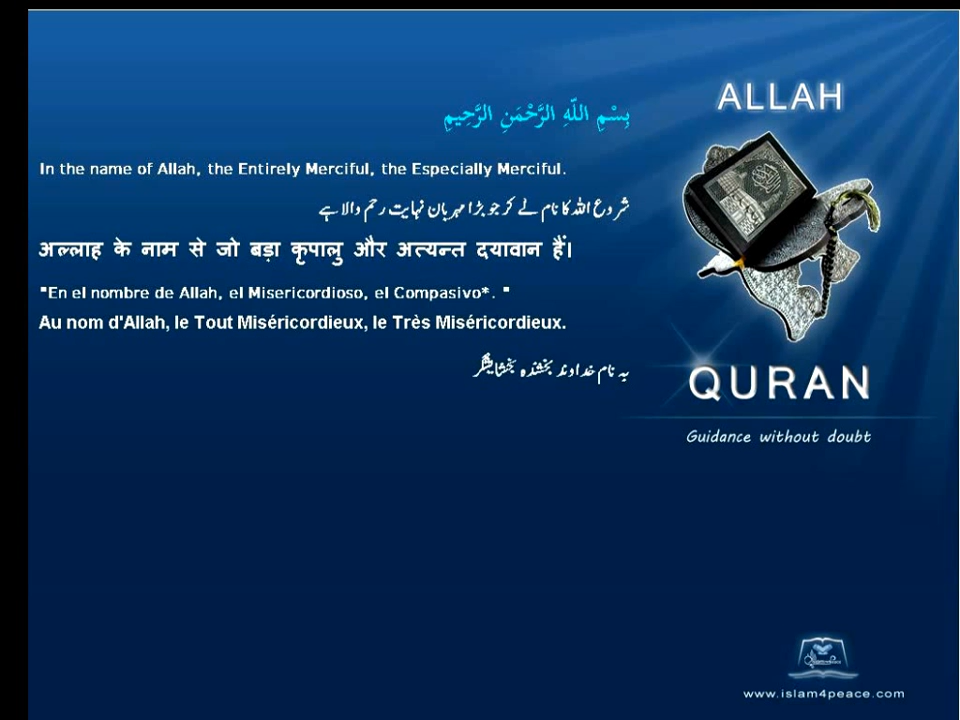 بِسْمِ اللّهِ الرَّحْمَنِ الرَّحِيمِ
In the name of Allah, the Entirely Merciful, the Especially Merciful.
شروع الله کا نام لے کر جو بڑا مہربان نہایت رحم والا ہے
अल्लाह के नाम से जो बड़ा कृपालु और अत्यन्त दयावान हैं।
"En el nombre de Allah, el Misericordioso, el Compasivo*. "
Au nom d'Allah, le Tout Miséricordieux, le Très Miséricordieux.
به نام خداوند بخشنده بخشایشگر
ALLAH
QURAN
Guidance without doubt
www.islam4peace.com